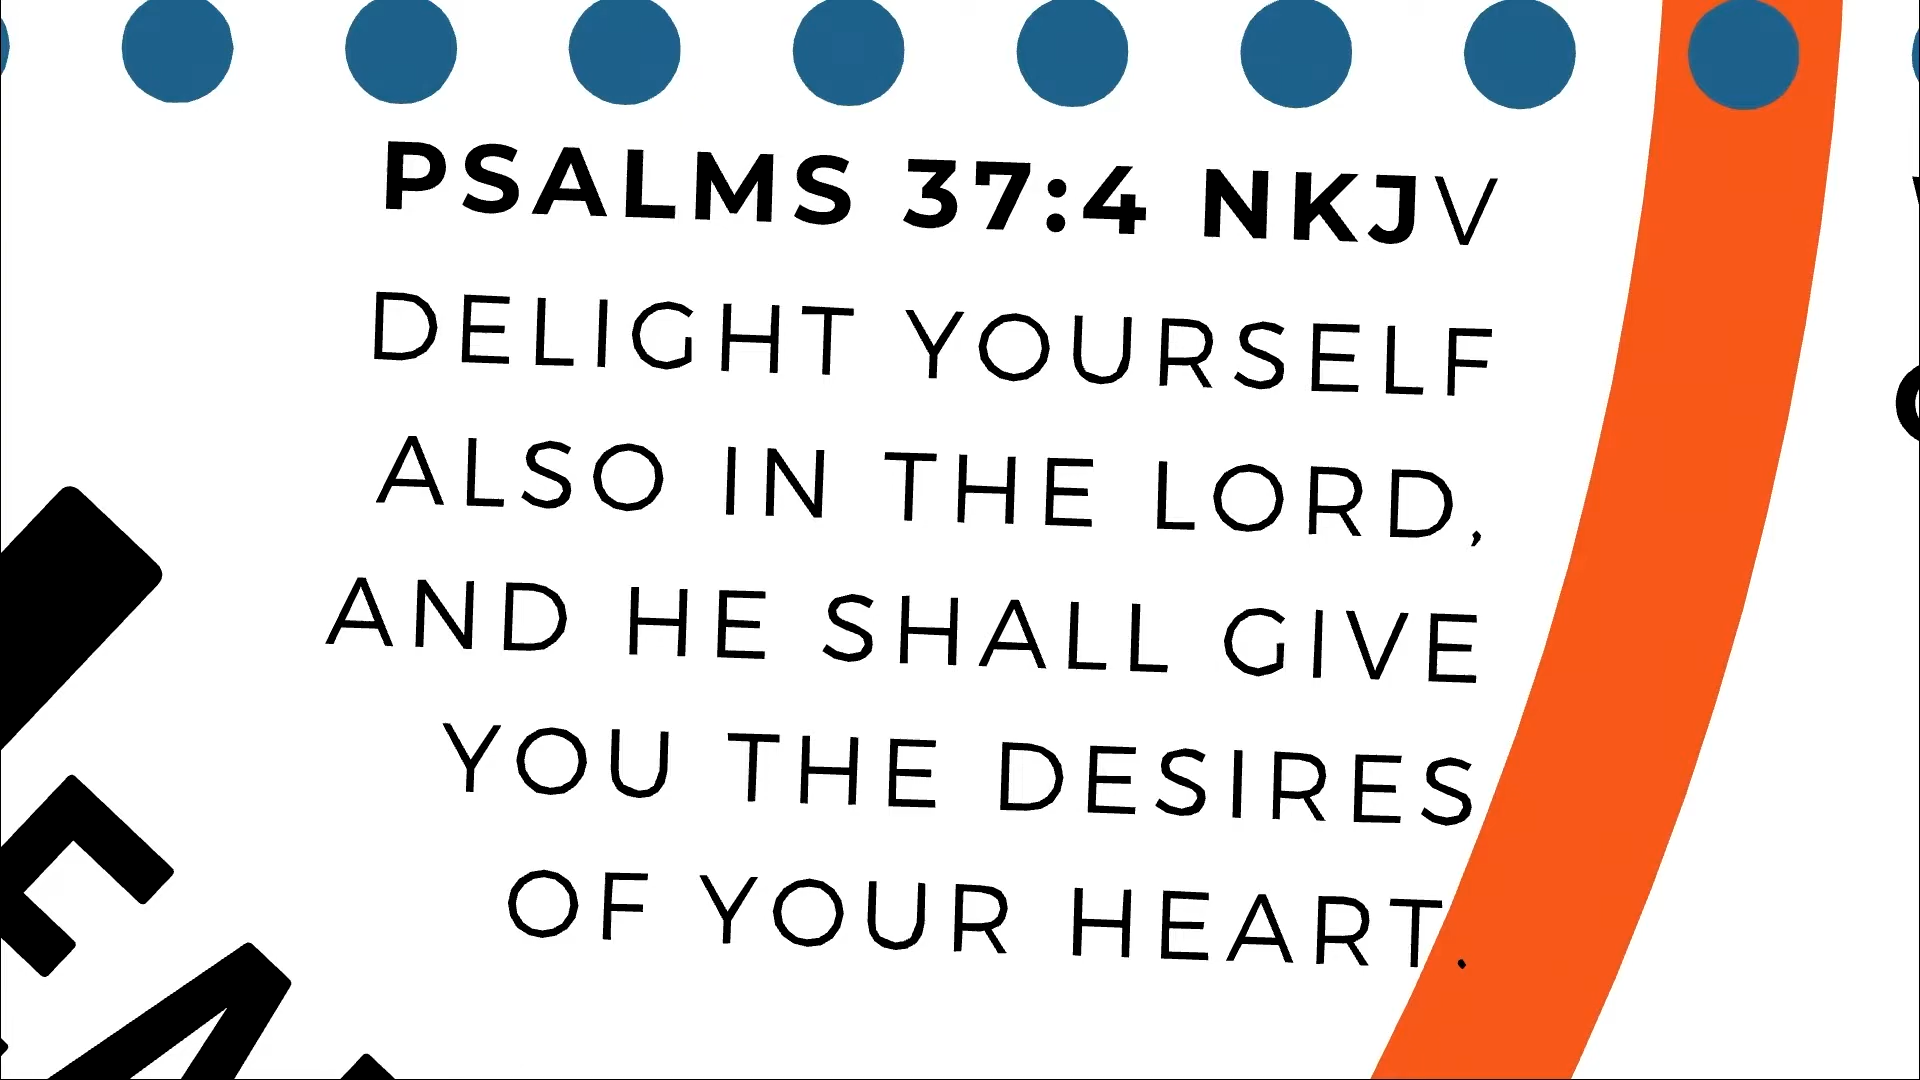 PSALMS 37:4 NKJV
DELIGHT YOURSELF
ALSO IN THE LORD,
AND HE SHALL GIVE
YOU THE DESIRES
OF YOUR HEART.